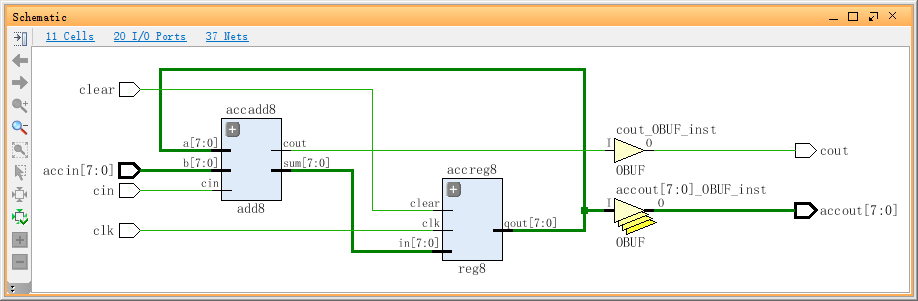 Schematic
11 Cells
20 I/O Ports
37 Nets
clear
accin[7:0]
cin
clk
accadd8
a[7:0]
b[7:0]
cin
cout
sum[7:0]
add8
accreg8
clear
clk
in[7:0]
qout[7:0]
reg8
cout_OBUF_inst
I
O
OBUF
cout
accout[7:0]_OBUF_inst
I
O
OBUF
accout[7:0]